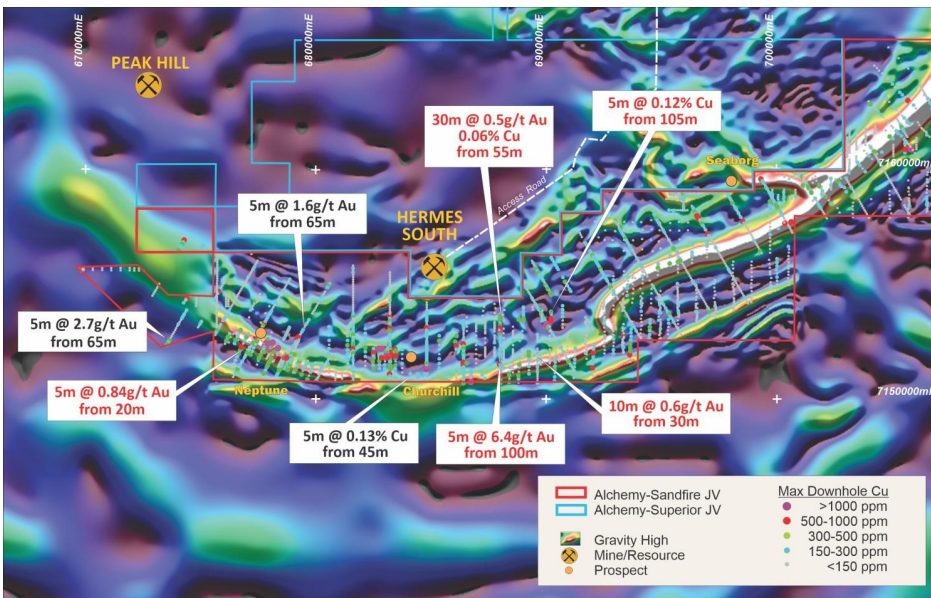 670000mE
680000mE
690000mE
700000mE
PEAK HILL
30m @ 0.5g/t Au
0.06% Cu
from 55m
5m @ 0.12% Cu
from 105m
Seaborg
7160000mN
Access Road
5m @ 1.6g/t Au
from 65m
HERMES
SOUTH
5m @ 2.7g/t Au
from 65m
5m @ 0.84g/t Au
from 20m
Neptune
Churchill
7150000mN
5m @ 0.13% Cu
from 45m
5m @ 6.4g/t Au
from 100m
10m @ 0.6g/t Au
from 30m
Alchemy-Sandfire JV
Alchemy-Superior JV
Gravity High
Mine/Resource
Prospect
Max Downhole Cu
>1000 ppm
500-1000 ppm
300-500 ppm
150-300 ppm
<150 ppm